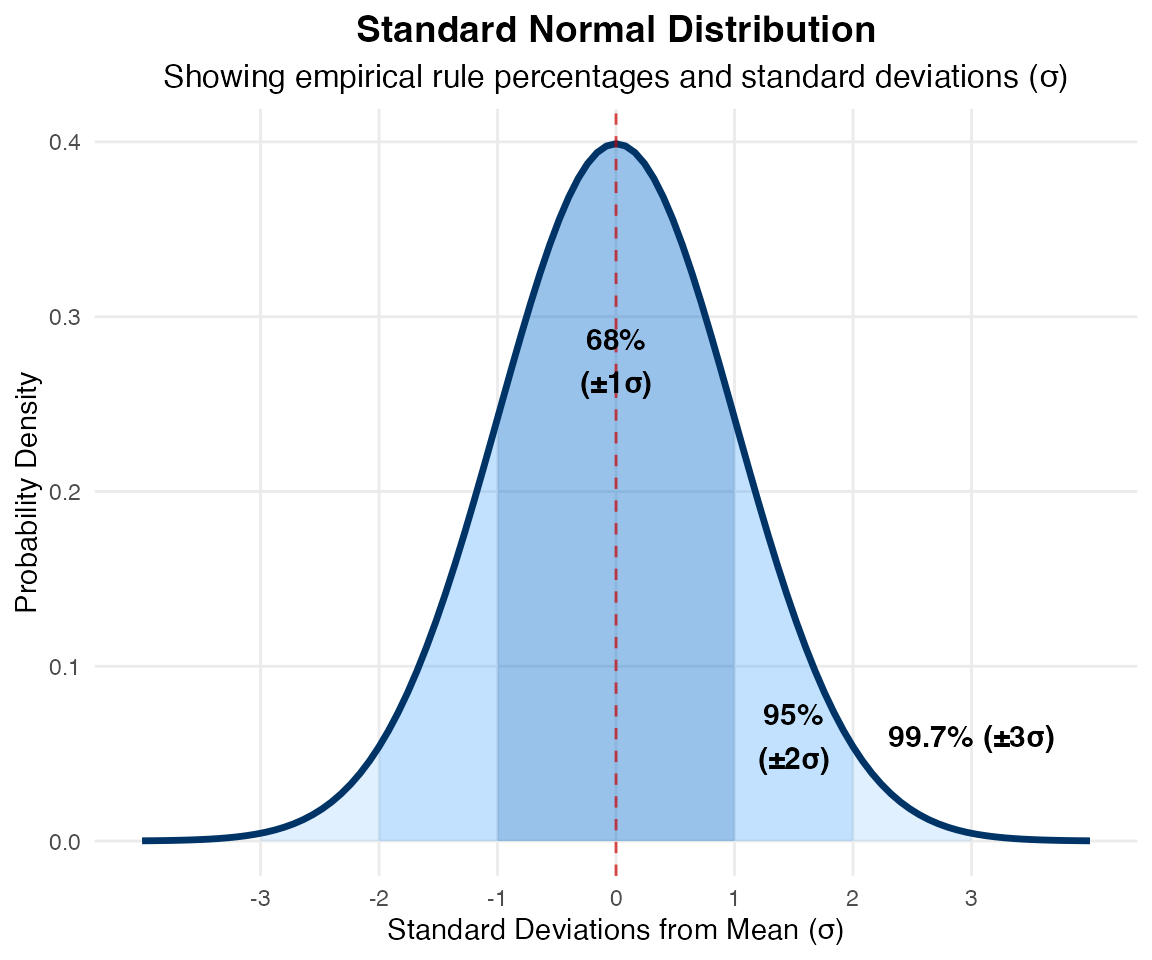 Standard Normal Distribution
Showing empirical rule percentages and standard deviations (σ)
0.4
0.3
0.2
0.1
0.0
Probability Density
68%
(±1σ)
95%
(±2σ)
99.7% (±3σ)
-3 -2 -1 0 1 2 3
Standard Deviations from Mean (σ)